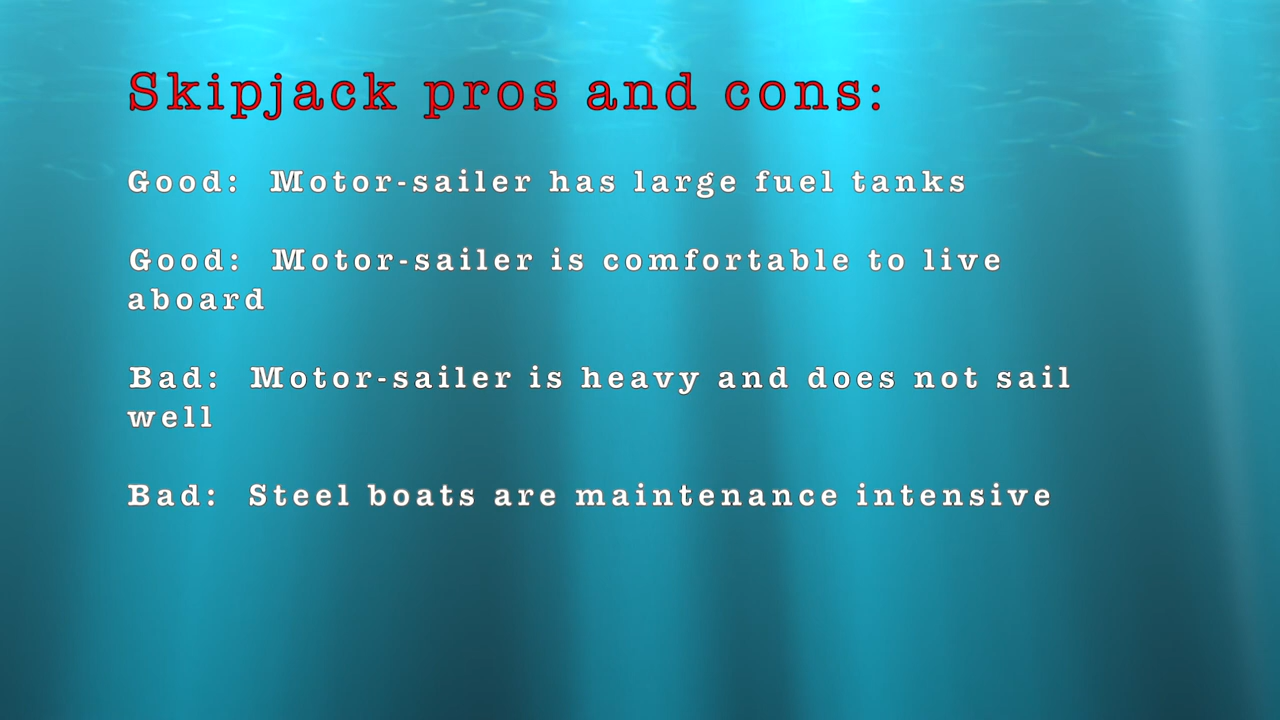 Skipjack pros and cons:
Good:  Motor-sailer has large fuel tanks
Good:  Motor-sailer is comfortable to live
aboard
Bad:  Motor-sailer is heavy and does not sail
well
Bad:  Steel boats are maintenance intensive